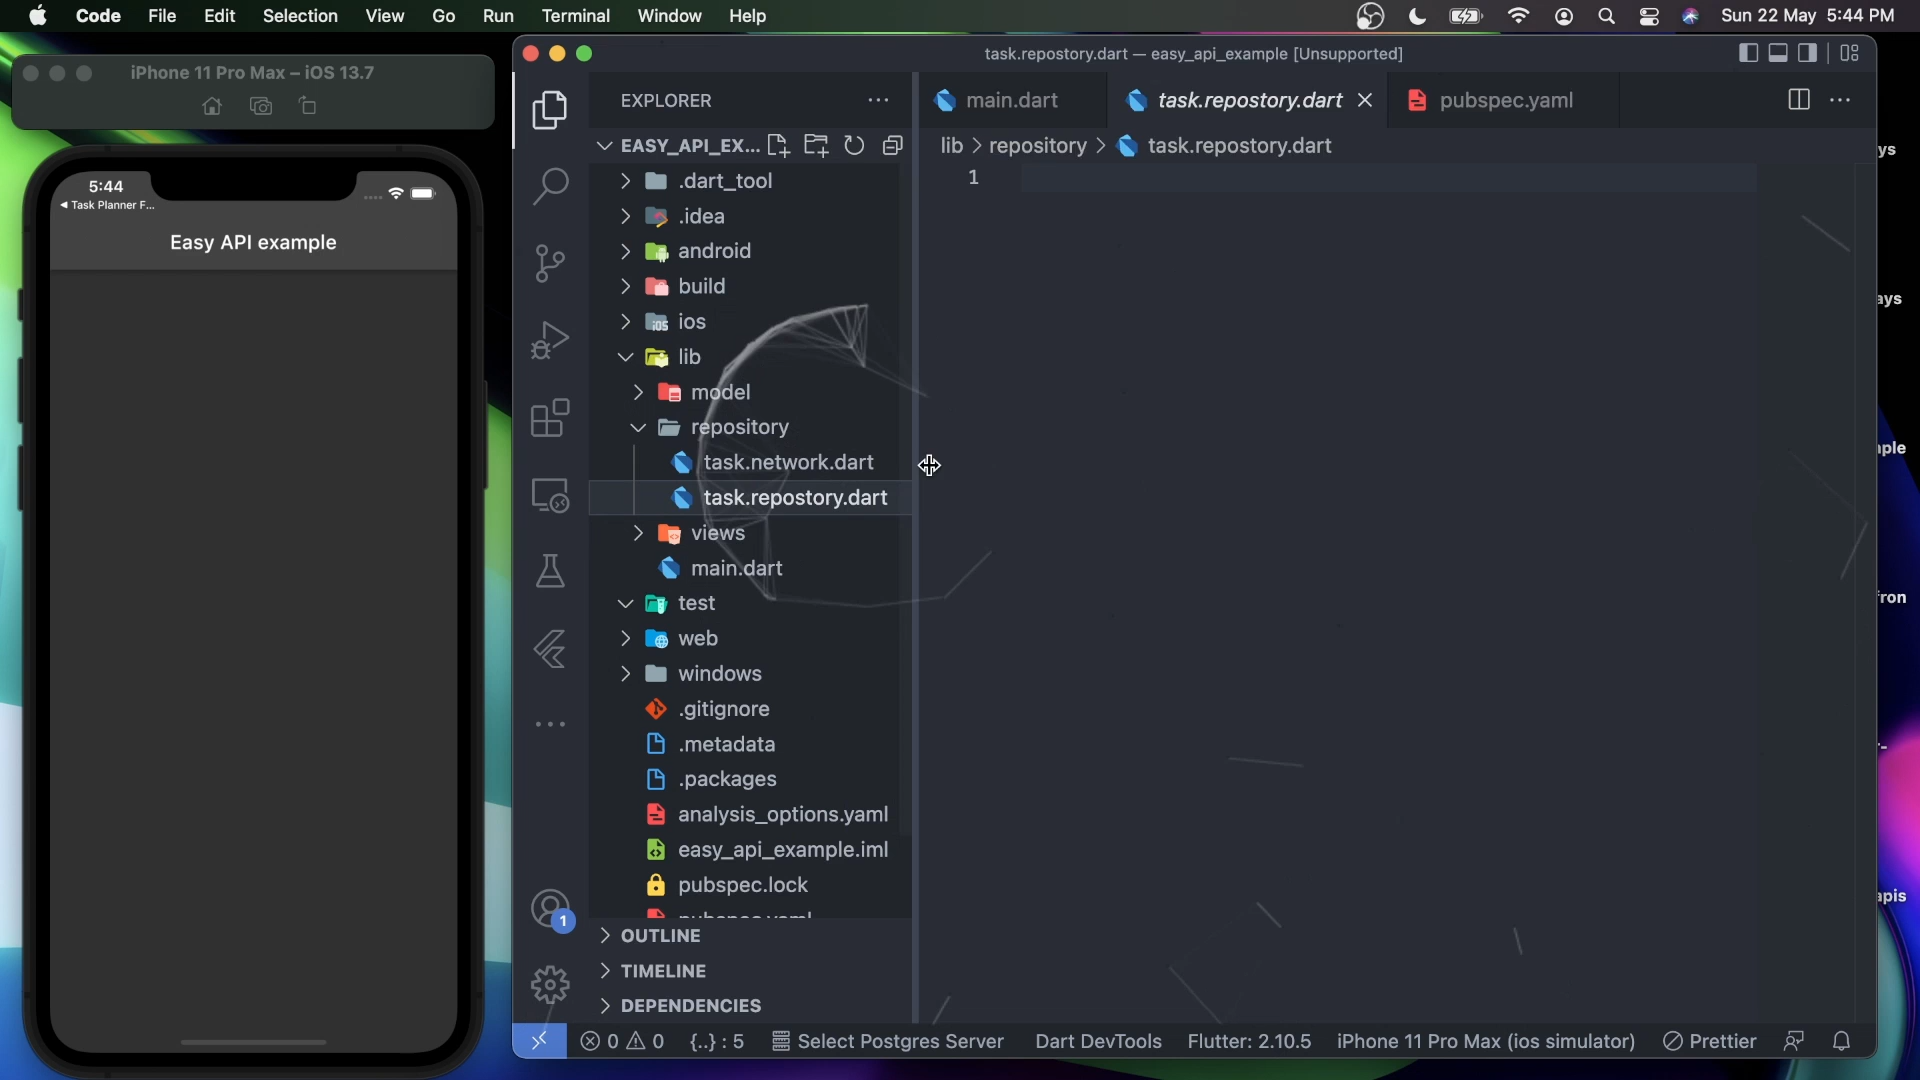 Code File Edit Selection View Go Run Terminal Window Help Sun 22 May 5:44 PM
iPhone 11 Pro Max – iOS 13.7
5:44
Task Planner F...
Easy API example
task.repostory.dart — easy_api_example [Unsupported]
EXPLORER
main.dart
task.repostory.dart
pubspec.yaml
EASY_API_EX...
lib > repository > task.repostory.dart
1
.dart_tool
.idea
android
build
ios
lib
model
repository
task.network.dart
task.repostory.dart
views
main.dart
test
web
windows
.gitignore
.metadata
.packages
analysis_options.yaml
easy_api_example.iml
pubspec.lock
pubspec.yaml
OUTLINE
TIMELINE
DEPENDENCIES
1
0 0 {..} : 5 Select Postgres Server Dart DevTools Flutter: 2.10.5 iPhone 11 Pro Max (ios simulator) Prettier